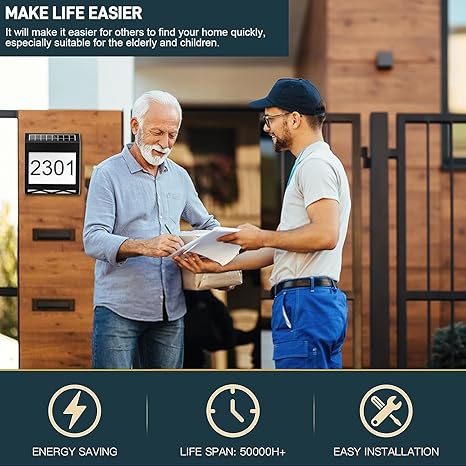 MAKE LIFE EASIER
It will make it easier for others to find your home quickly,
especially suitable for the elderly and children.
2301
ENERGY SAVING
LIFE SPAN: 50000H+
EASY INSTALLATION